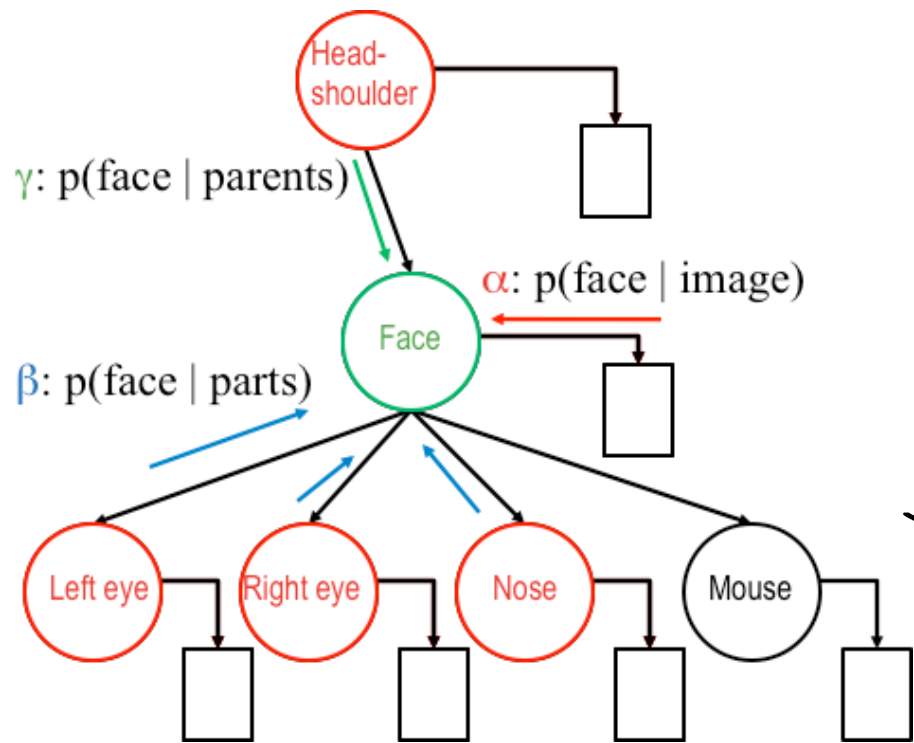 Head-
shoulder
γ: p(face | parents)
α: p(face | image)
Face
β: p(face | parts)
Left eye
Right eye
Nose
Mouse